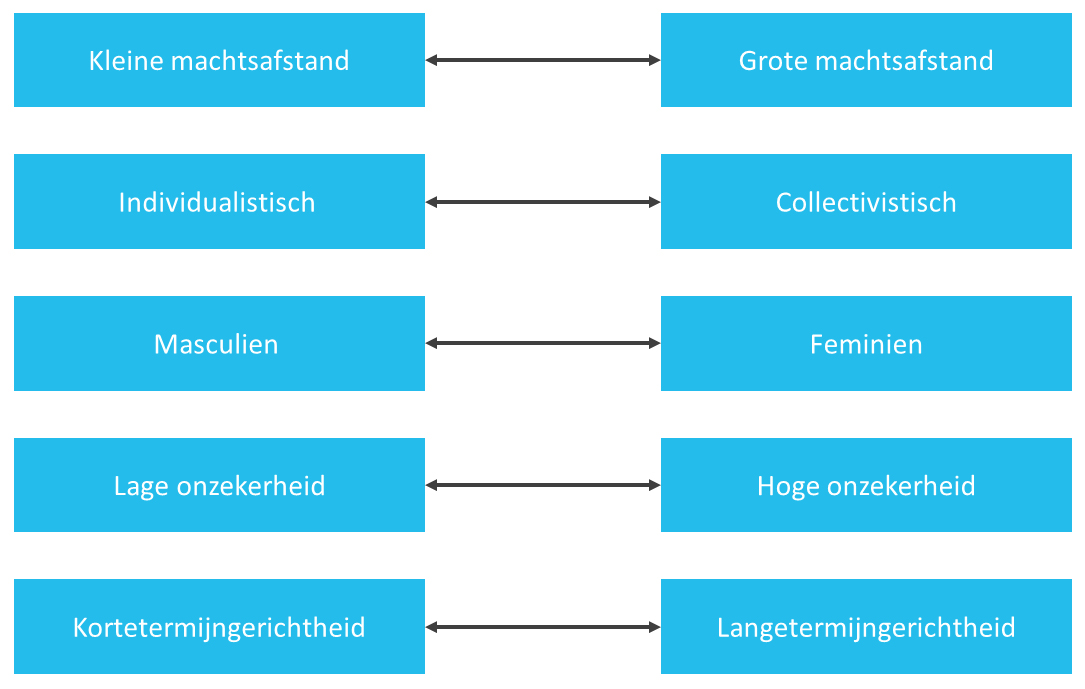 Kleine machtsafstand
Grote machtsafstand
Individualistisch
Collectivistisch
Masculien
Feminien
Lage onzekerheid
Hoge onzekerheid
Kortetermijngerichtheid
Langetermijngerichtheid